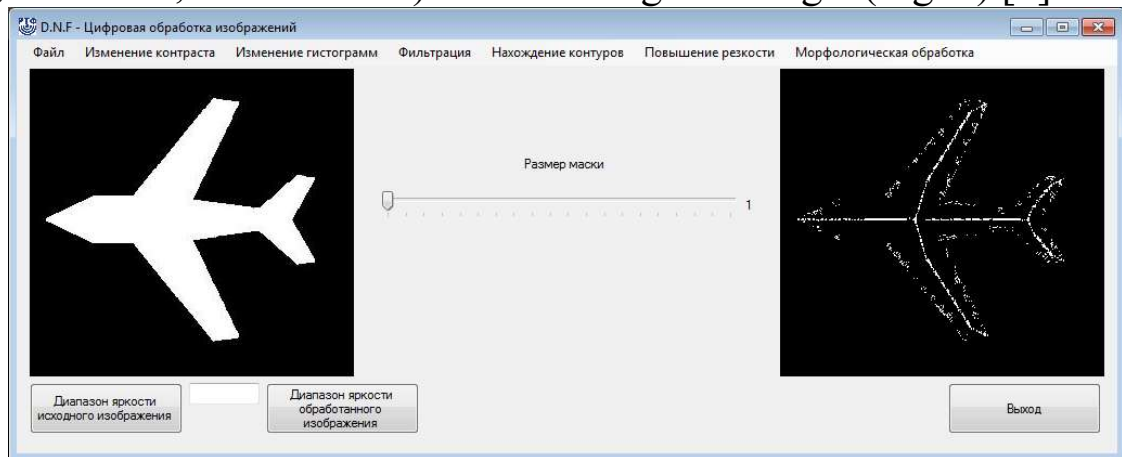 D.N.F - Цифровая обработка изображений
Файл Изменение контраста Изменение гистограмм Фильтрация Нахождение контуров Повышение резкости Морфологическая обработка
Размер маски
1
Диапазон яркости
исходного изображения
Диапазон яркости
обработанного
изображения
Выход